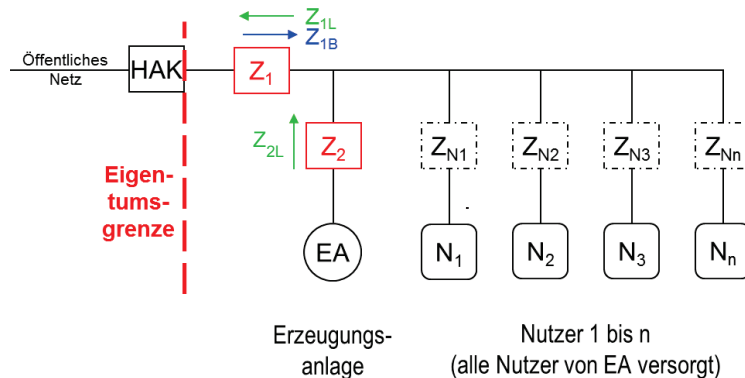 Z1L
Z1B
Öffentliches
Netz
HAK
Z1
Z2L
Z2
ZN1
ZN2
ZN3
ZNn
Eigen-
tums-
grenze
EA
N1
N2
N3
Nn
Erzeugungs-
anlage
Nutzer 1 bis n
(alle Nutzer von EA versorgt)